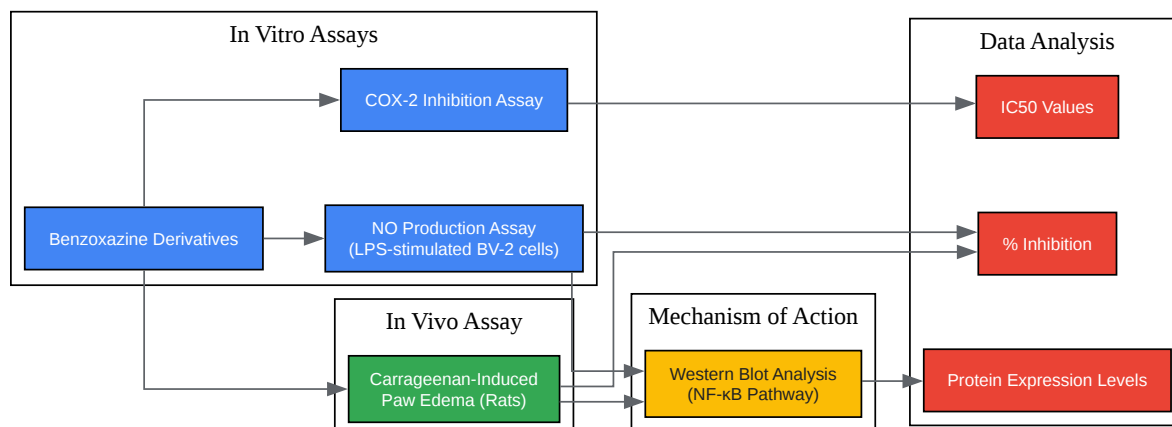 In Vitro Assays
Data Analysis
COX-2 Inhibition Assay
IC50 Values
Benzoxazine Derivatives
NO Production Assay
(LPS-stimulated BV-2 cells)
% Inhibition
In Vivo Assay
Mechanism of Action
Carrageenan-Induced
Paw Edema (Rats)
Western Blot Analysis
(NF-κB Pathway)
Protein Expression Levels